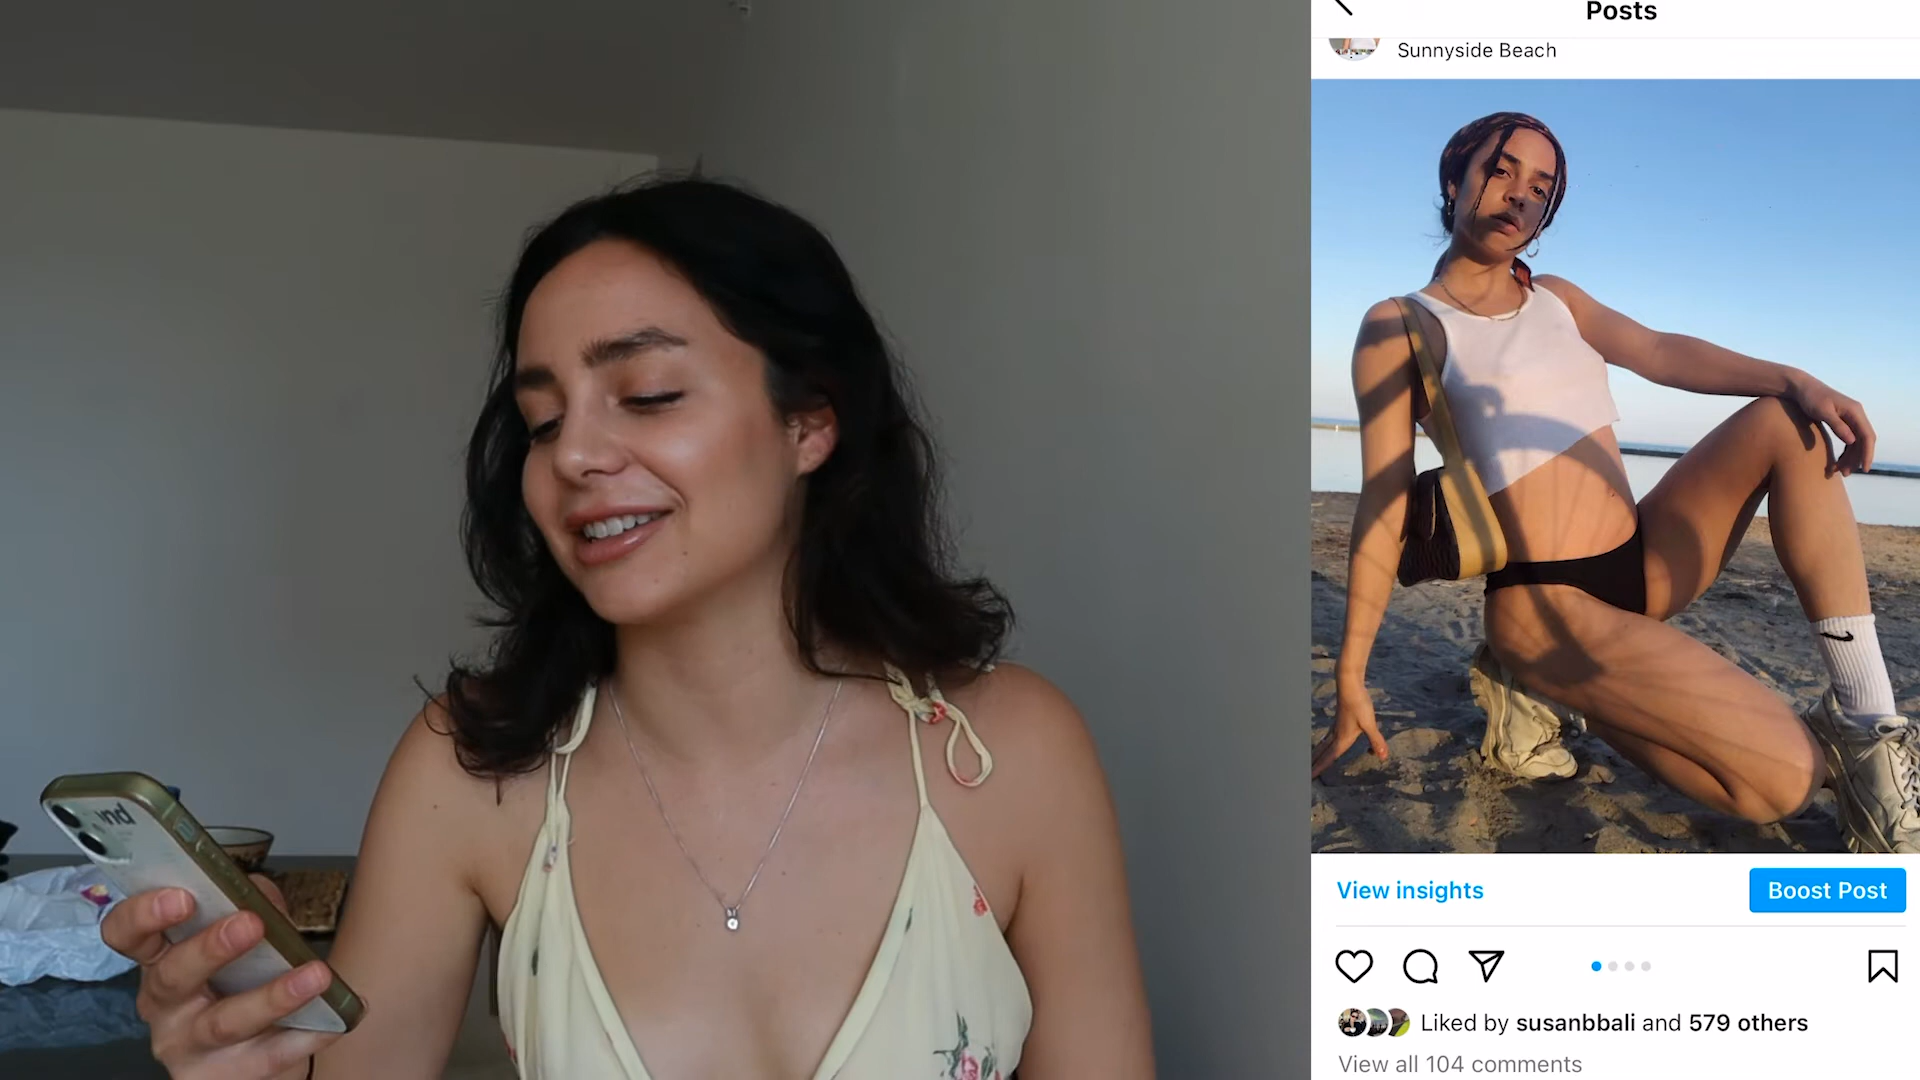 Posts
Sunnyside Beach
View insights
Boost Post
Liked by susanbbali and 579 others
View all 104 comments